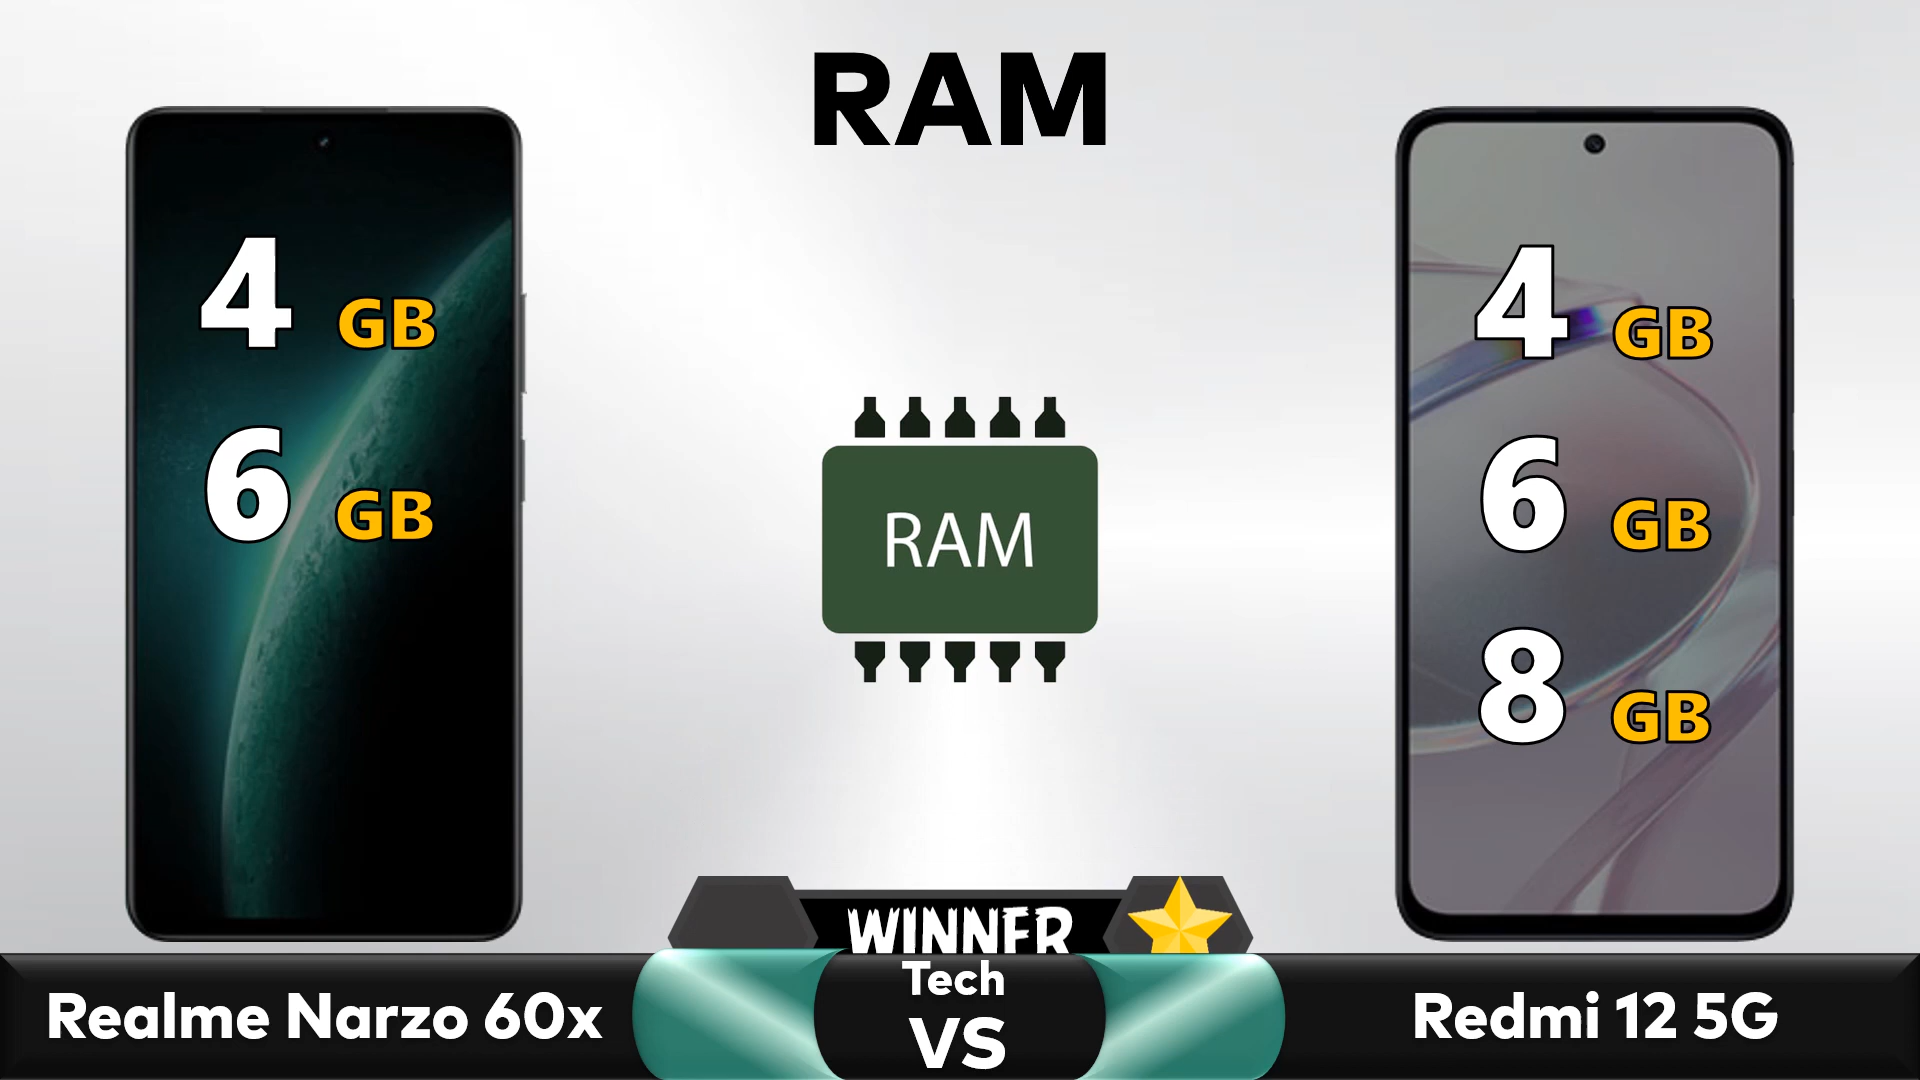 RAM
4 GB
6 GB
RAM
4 GB
6 GB
8 GB
WINNER
Realme Narzo 60x
Tech
VS
Redmi 12 5G